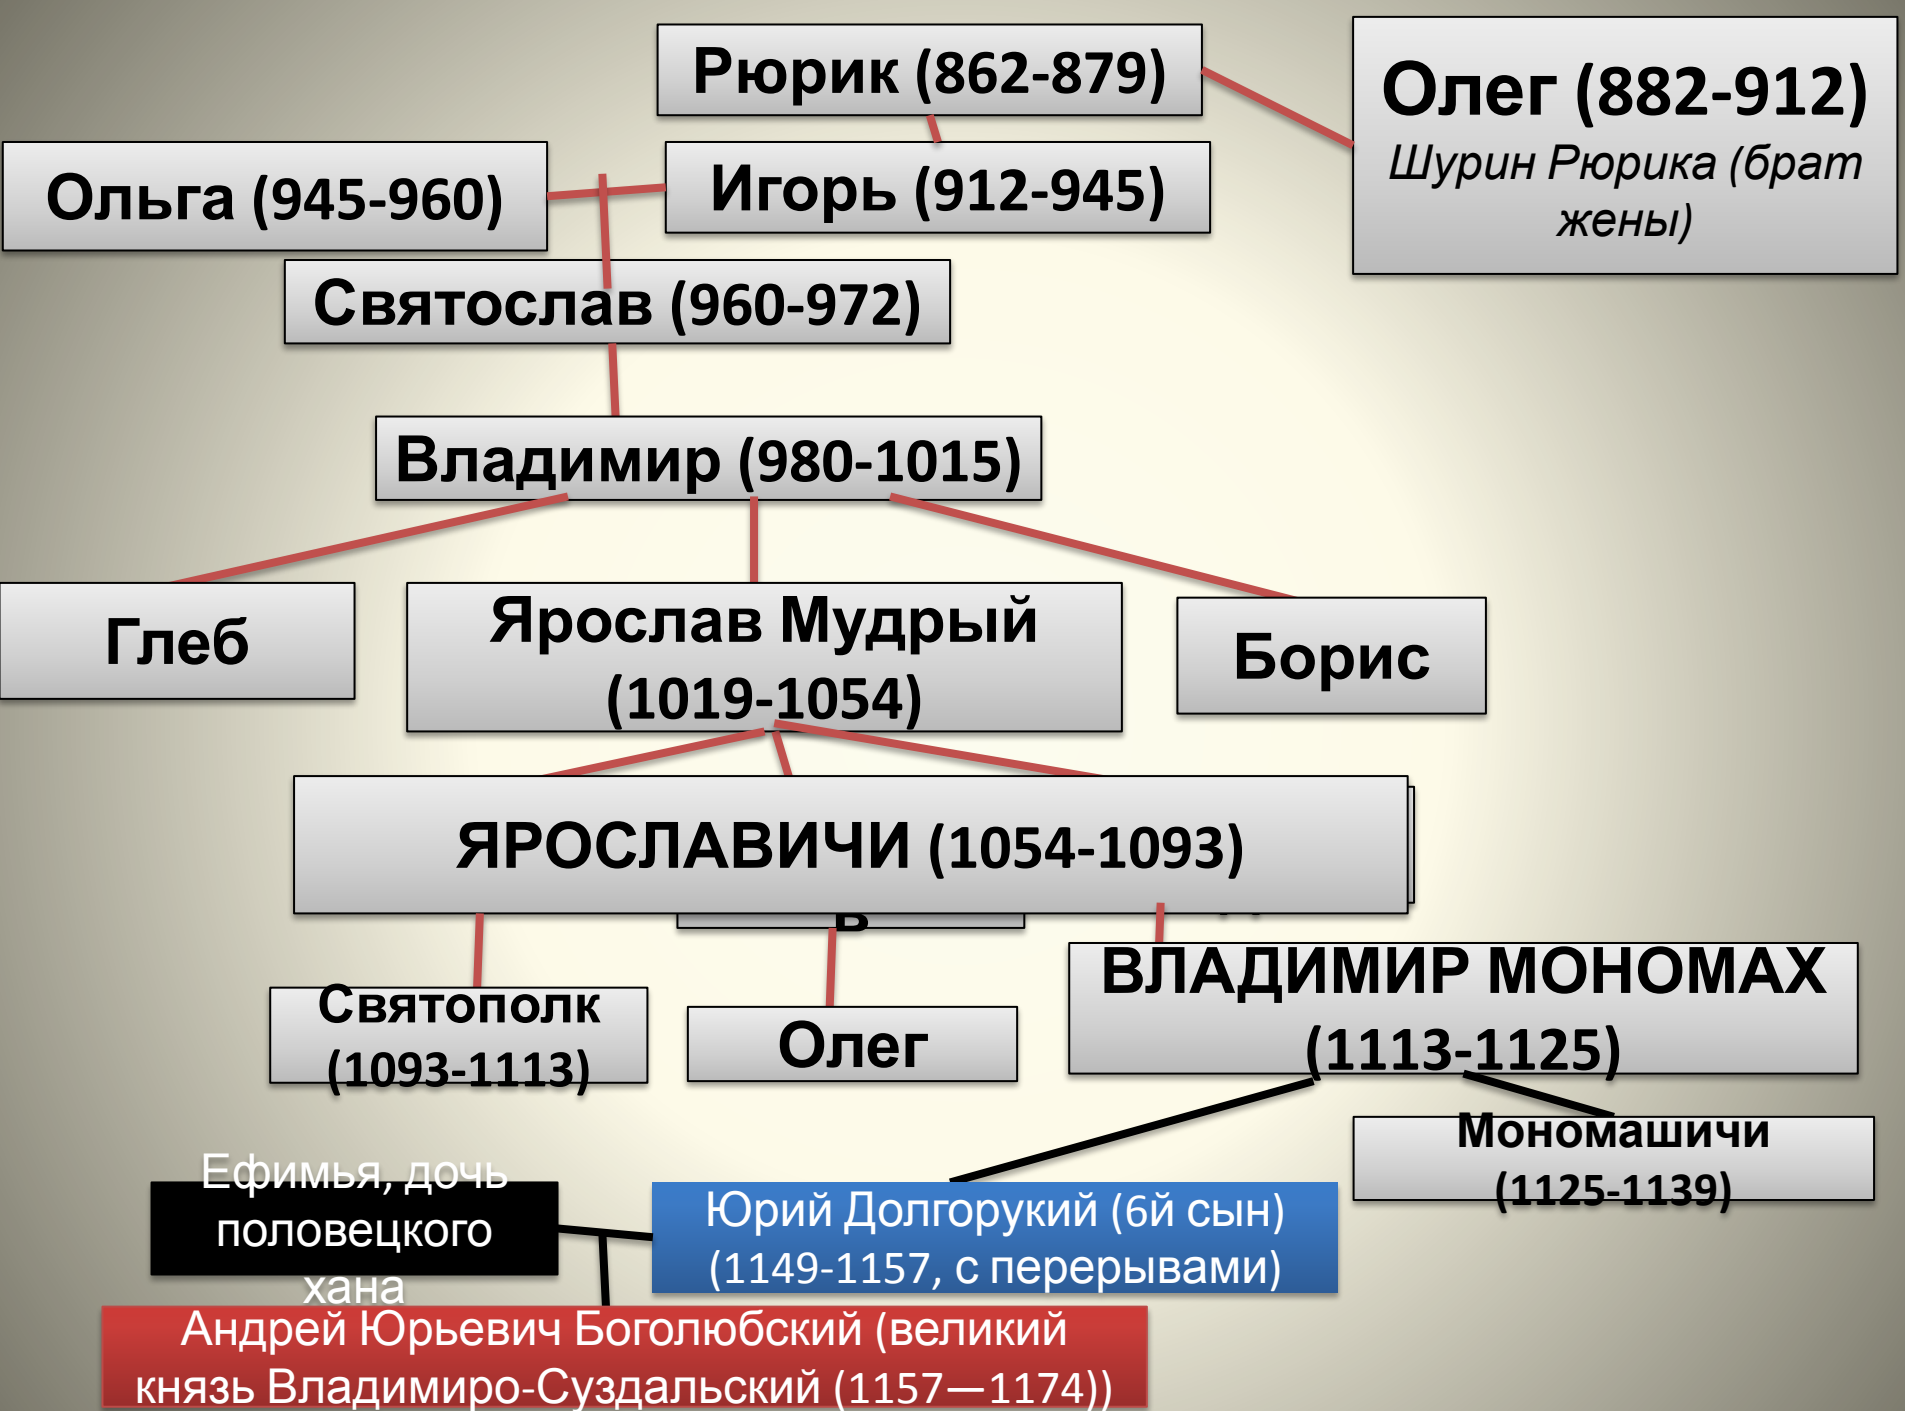 Рюрик (862-879)
Олег (882-912)
Шурин Рюрика (брат
жены)
Ольга (945-960)
Игорь (912-945)
Святослав (960-972)
Владимир (980-1015)
Глеб
Ярослав Мудрый
(1019-1054)
Борис
ЯРОСЛАВИЧИ (1054-1093)
Святополк
(1093-1113)
Олег
ВЛАДИМИР МОНОМАХ
(1113-1125)
Мономашичи
(1125-1139)
Ефимья, дочь
половецкого
хана
Юрий Долгорукий (6й сын)
(1149-1157, с перерывами)
Андрей Юрьевич Боголюбский (великий
князь Владимиро-Суздальский (1157—1174))